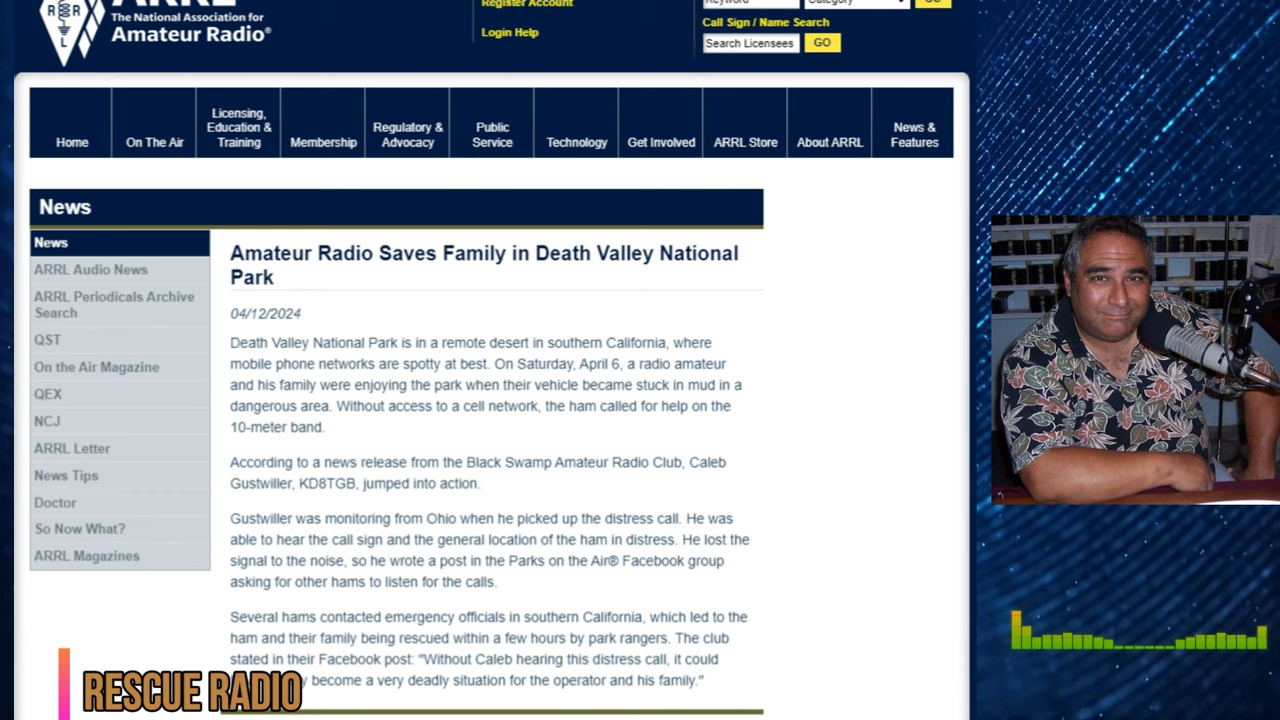 ARRL
The National Association for
Amateur Radio®
R R
L
Register Account
Login Help
Keyword
Category
GO
Call Sign / Name Search
Search Licensees
GO
Home
On The Air
Licensing,
Education &
Training
Membership
Regulatory &
Advocacy
Public
Service
Technology
Get Involved
ARRL Store
About ARRL
News &
Features
News
News
ARRL Audio News
ARRL Periodicals Archive
Search
QST
On the Air Magazine
QEX
NCJ
ARRL Letter
News Tips
Doctor
So Now What?
ARRL Magazines
Amateur Radio Saves Family in Death Valley National
Park
04/12/2024
Death Valley National Park is in a remote desert in southern California, where
mobile phone networks are spotty at best. On Saturday, April 6, a radio amateur
and his family were enjoying the park when their vehicle became stuck in mud in a
dangerous area. Without access to a cell network, the ham called for help on the
10-meter band.
According to a news release from the Black Swamp Amateur Radio Club, Caleb
Gustwiller, KD8TGB, jumped into action.
Gustwiller was monitoring from Ohio when he picked up the distress call. He was
able to hear the call sign and the general location of the ham in distress. He lost the
signal to the noise, so he wrote a post in the Parks on the Air® Facebook group
asking for other hams to listen for the calls.
Several hams contacted emergency officials in southern California, which led to the
ham and their family being rescued within a few hours by park rangers. The club
stated in their Facebook post: "Without Caleb hearing this distress call, it could
become a very deadly situation for the operator and his family."
RESCUE RADIO